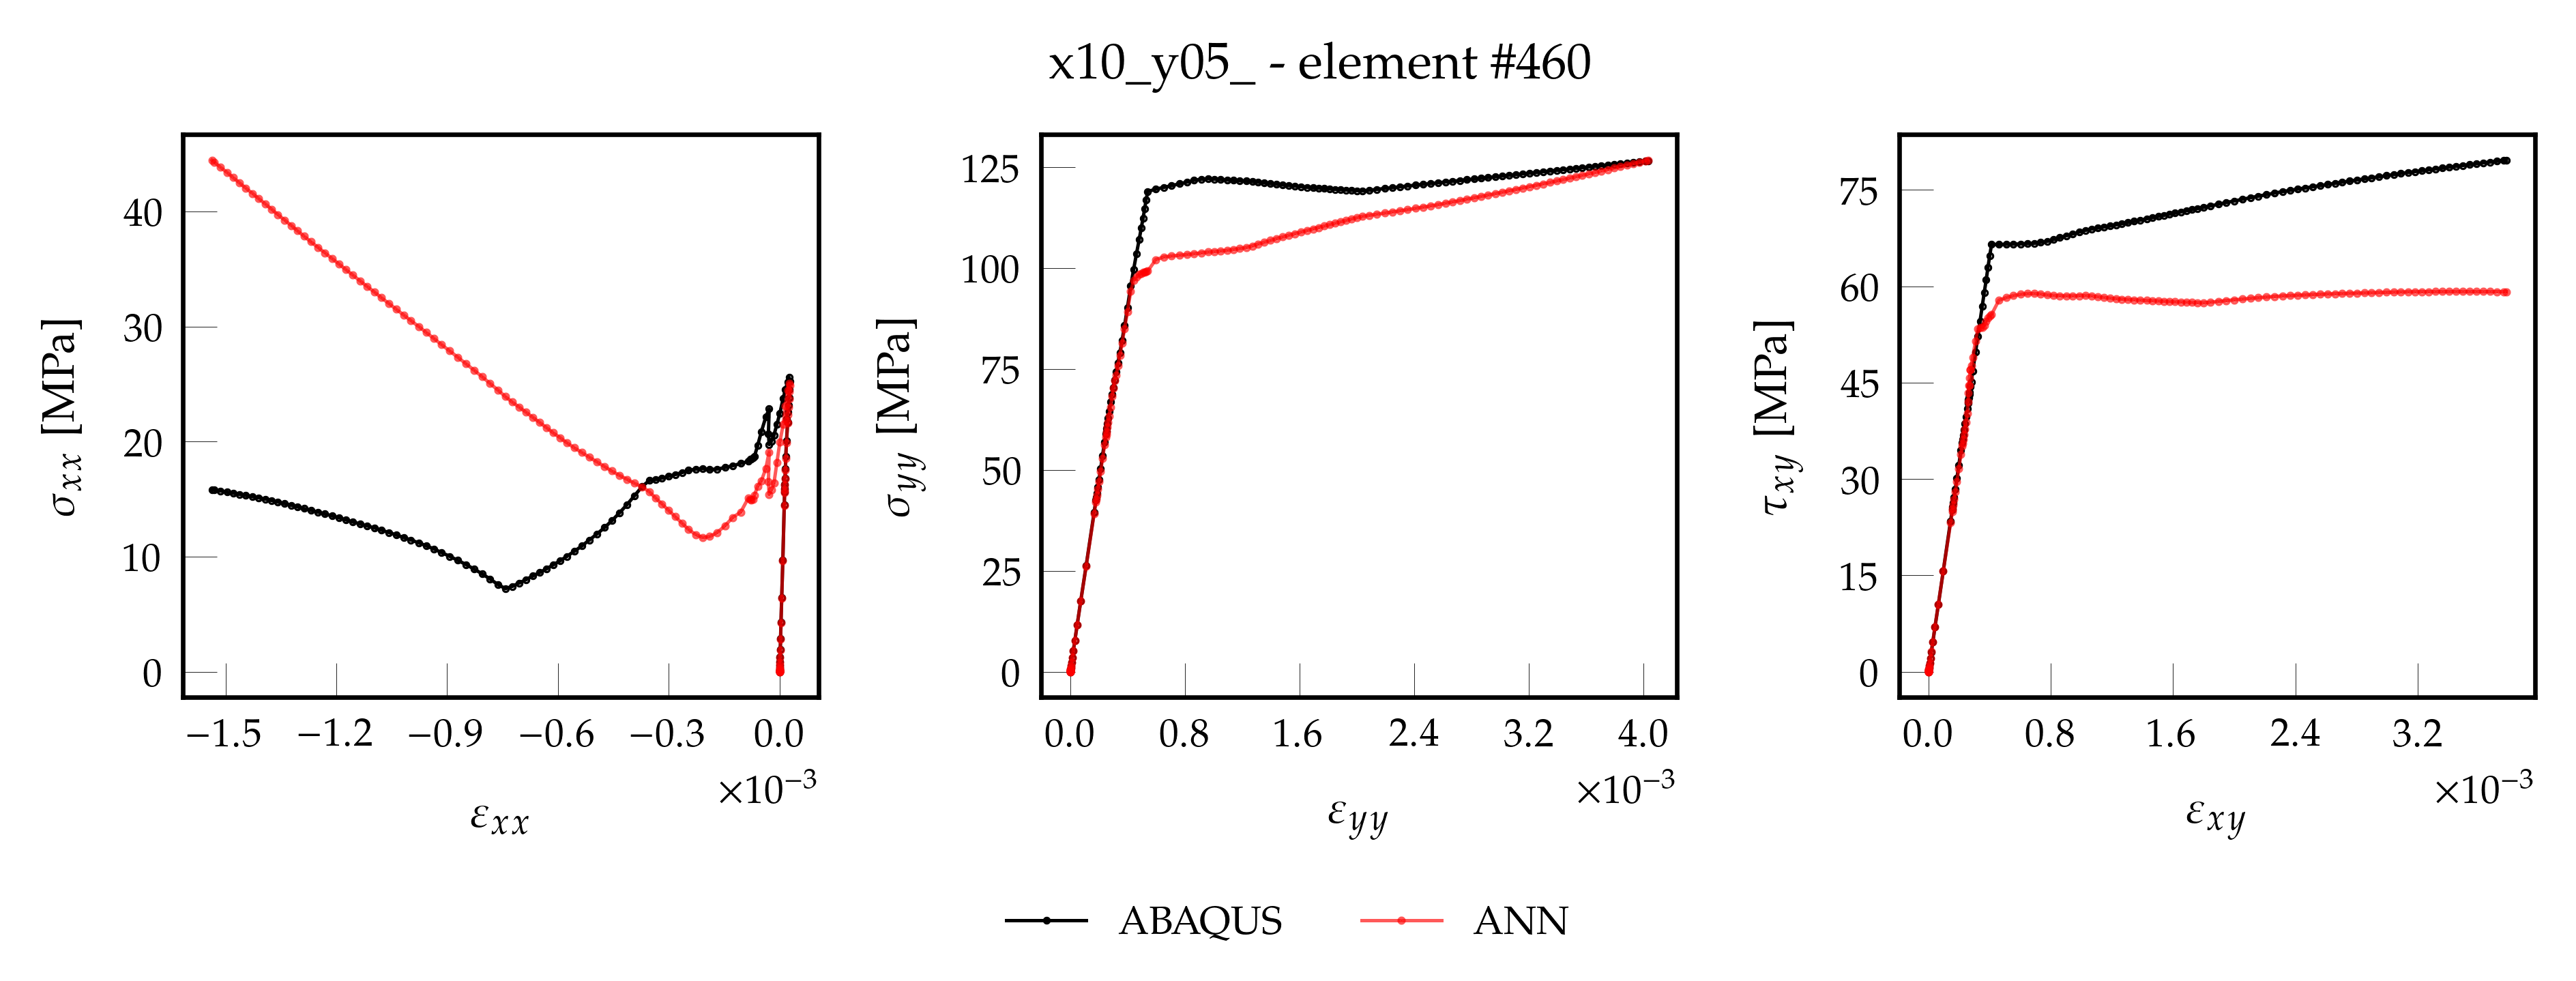 x10_y05_ - element #460
σxx [MPa]
40
30
20
10
0
−1.5 −1.2 −0.9 −0.6 −0.3 0.0
×10−3
εxx
σyy [MPa]
125
100
75
50
25
0
0.0 0.8 1.6 2.4 3.2 4.0
×10−3
εyy
τxy [MPa]
75
60
45
30
15
0
0.0 0.8 1.6 2.4 3.2
×10−3
εxy
ABAQUS ANN